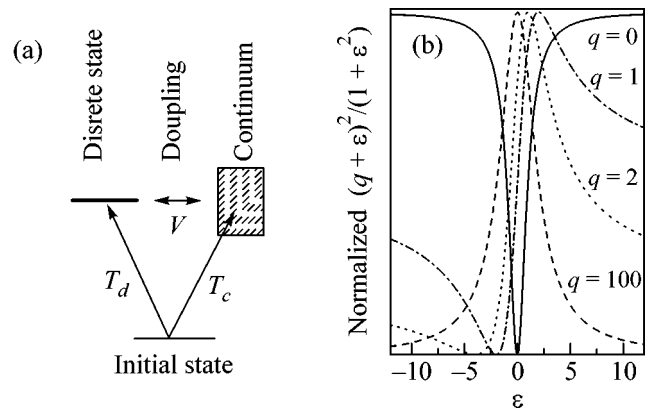 (a)
Disrete state
Doupling
Continuum
V
T_d
T_c
Initial state
(b)
Normalized (q + ε)²/(1 + ε²)
q = 0
q = 1
q = 2
q = 100
−10 −5 0 5 10
ε